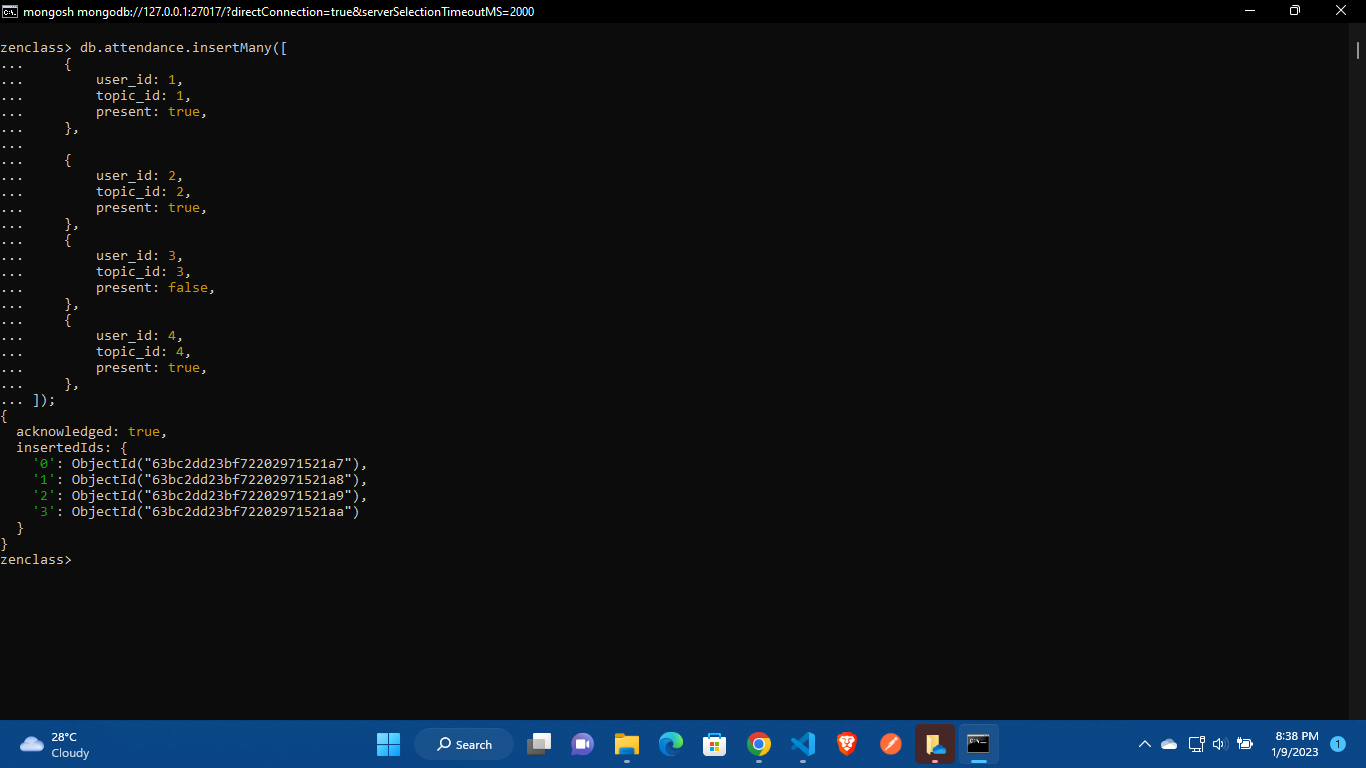 mongosh mongodb://127.0.0.1:27017/?directConnection=true&serverSelectionTimeoutMS=2000
zenclass> db.attendance.insertMany([
...     {
...         user_id: 1,
...         topic_id: 1,
...         present: true,
...     },
...
...     {
...         user_id: 2,
...         topic_id: 2,
...         present: true,
...     },
...     {
...         user_id: 3,
...         topic_id: 3,
...         present: false,
...     },
...     {
...         user_id: 4,
...         topic_id: 4,
...         present: true,
...     },
... ]);
{
  acknowledged: true,
  insertedIds: {
    '0': ObjectId("63bc2dd23bf72202971521a7"),
    '1': ObjectId("63bc2dd23bf72202971521a8"),
    '2': ObjectId("63bc2dd23bf72202971521a9"),
    '3': ObjectId("63bc2dd23bf72202971521aa")
  }
}
zenclass>
28°C
Cloudy
Search
8:38 PM
1/9/2023
1